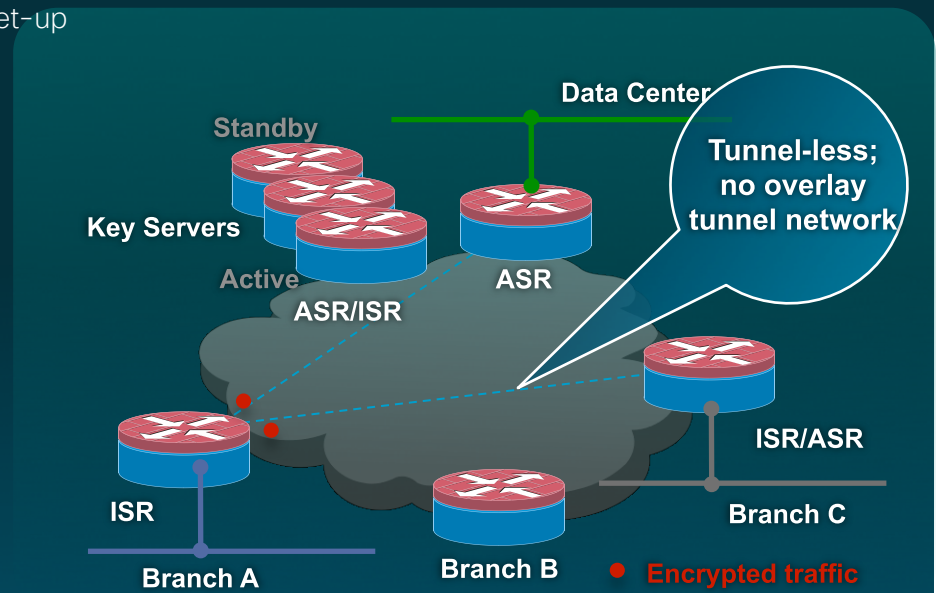 et-up
Data Center
Standby
Tunnel-less;
no overlay
tunnel network
Key Servers
Active
ASR
ASR/ISR
ISR/ASR
ISR
Branch C
Branch B
Branch A
Encrypted traffic